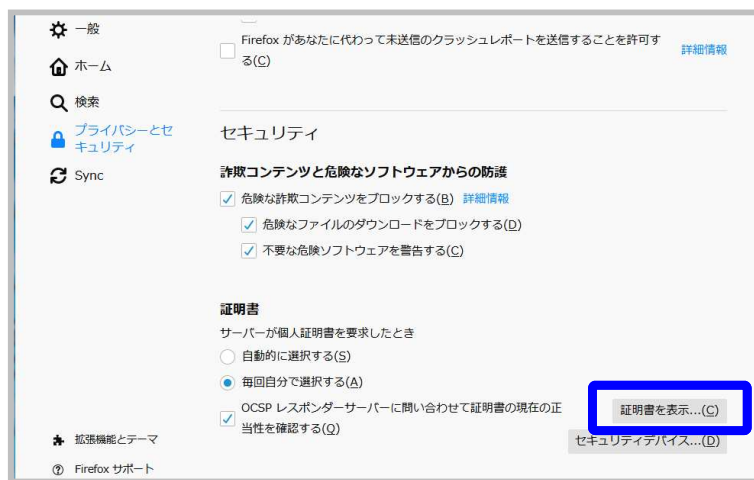 一般
ホーム
検索
プライバシーとセ
キュリティ
Sync
拡張機能とテーマ
Firefox サポート
Firefox があなたに代わって未送信のクラッシュレポートを送信することを許可す
る(C)
詳細情報
セキュリティ
詐欺コンテンツと危険なソフトウェアからの防護
危険な詐欺コンテンツをブロックする(B) 詳細情報
危険なファイルのダウンロードをブロックする(D)
不要な危険ソフトウェアを警告する(C)
証明書
サーバーが個人証明書を要求したとき
自動的に選択する(S)
毎回自分で選択する(A)
OCSP レスポンダーサーバーに問い合わせて証明書の現在の正
当性を確認する(Q)
証明書を表示...(C)
セキュリティデバイス...(D)